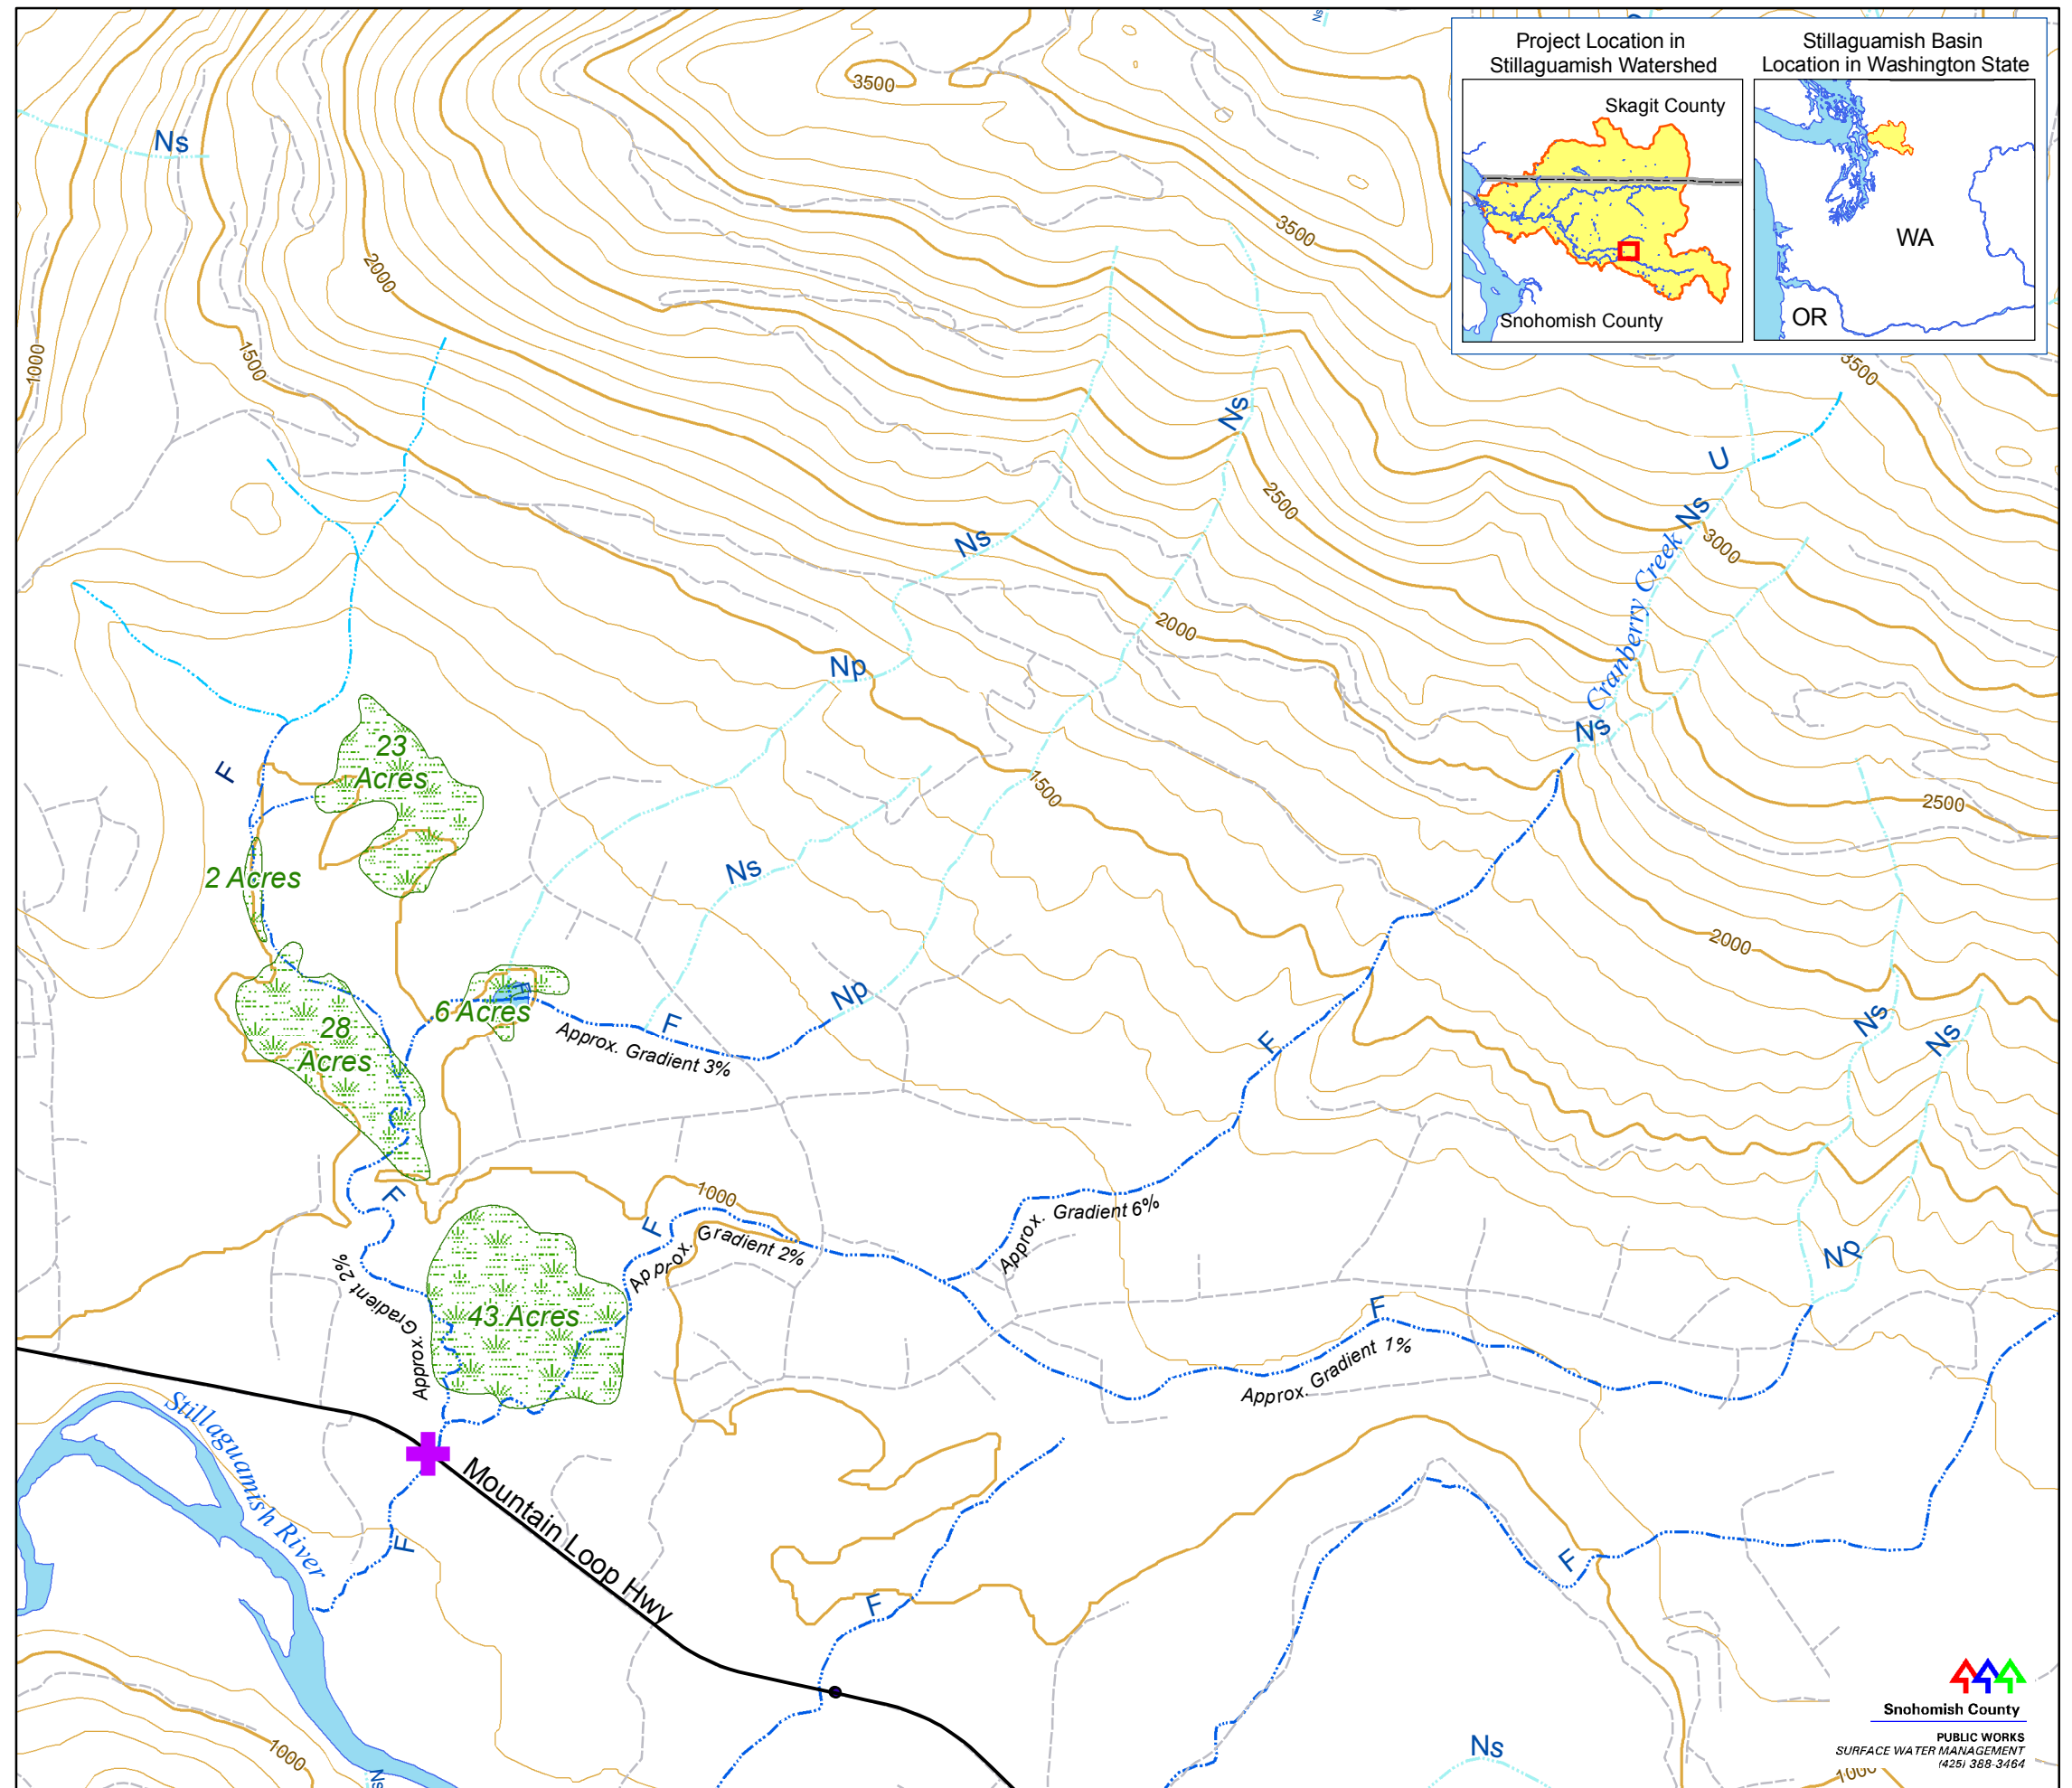 Project Location in
Stillaguamish Watershed
Stillaguamish Basin
Location in Washington State
Skagit County
Snohomish County
WA
OR
Ns
3500
Ns
3500
2000
1000
1500
3500
Ns
U
2500
Ns
Ns
3000
Cranberry Creek
2000
Np
Ns
23
Acres
F
1500
2500
2 Acres
Ns
2000
6 Acres
F
Np
28
Acres
F
Approx. Gradient 3%
F
Ns
Ns
F
1000
F
Approx. Gradient 2%
Approx. Gradient 6%
Np
Approx. Gradient 2%
43 Acres
F
Approx. Gradient 1%
Stillaguamish River
Mountain Loop Hwy
F
F
F
Ns
1000
Ns
1000
Snohomish County
PUBLIC WORKS
SURFACE WATER MANAGEMENT
(425) 388-3464